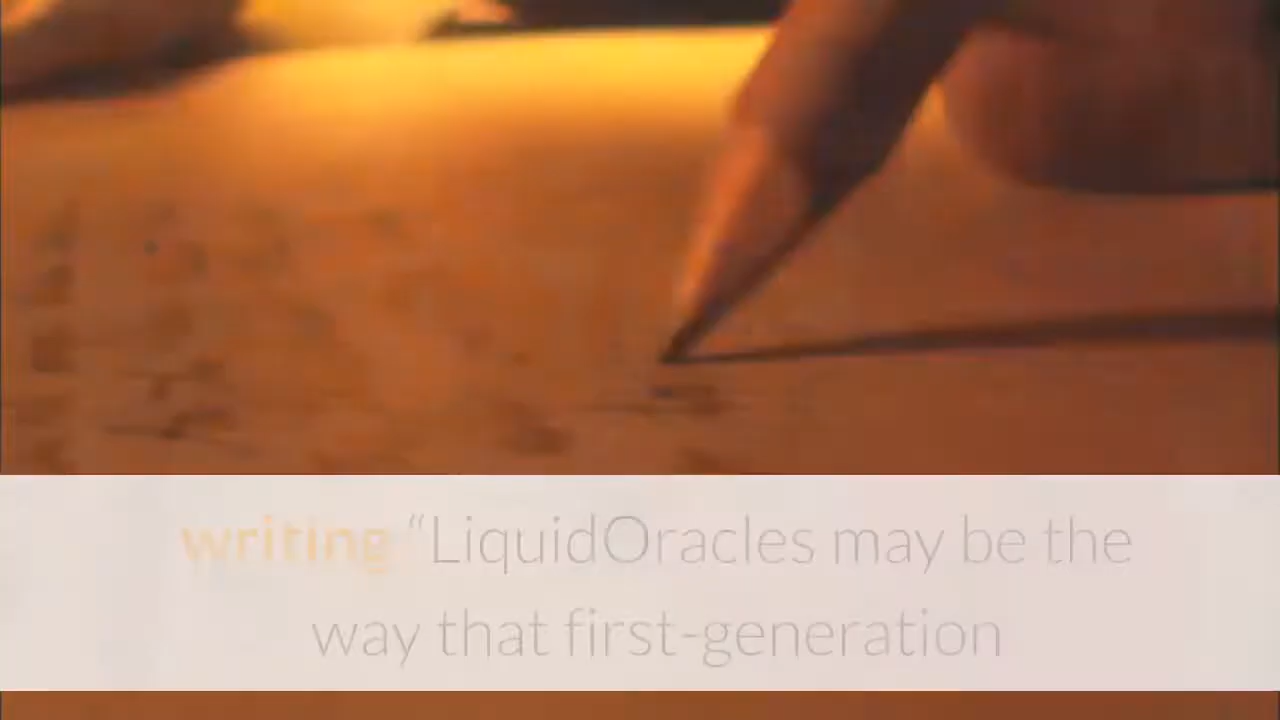 writing “LiquidOracles may be the
way that first-generation